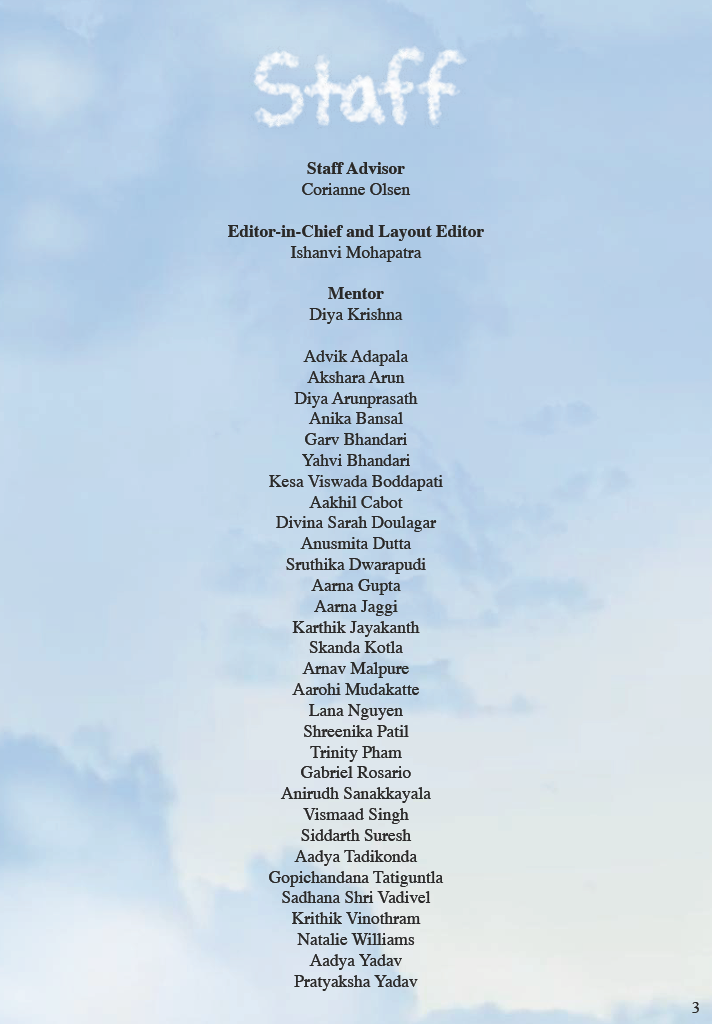 Staff
Staff Advisor
Corianne Olsen
Editor-in-Chief and Layout Editor
Ishanvi Mohapatra
Mentor
Diya Krishna
Advik Adapala
Akshara Arun
Diya Arunprasath
Anika Bansal
Garv Bhandari
Yahvi Bhandari
Kesa Viswada Boddapati
Aakhil Cabot
Divina Sarah Doulagar
Anusmita Dutta
Sruthika Dwarapudi
Aarna Gupta
Aarna Jaggi
Karthik Jayakanth
Skanda Kotla
Arnav Malpure
Aarohi Mudakatte
Lana Nguyen
Shreenika Patil
Trinity Pham
Gabriel Rosario
Anirudh Sanakkayala
Vismaad Singh
Siddarth Suresh
Aadya Tadikonda
Gopichandana Tatiguntla
Sadhana Shri Vadivel
Krithik Vinothram
Natalie Williams
Aadya Yadav
Pratyaksha Yadav
3